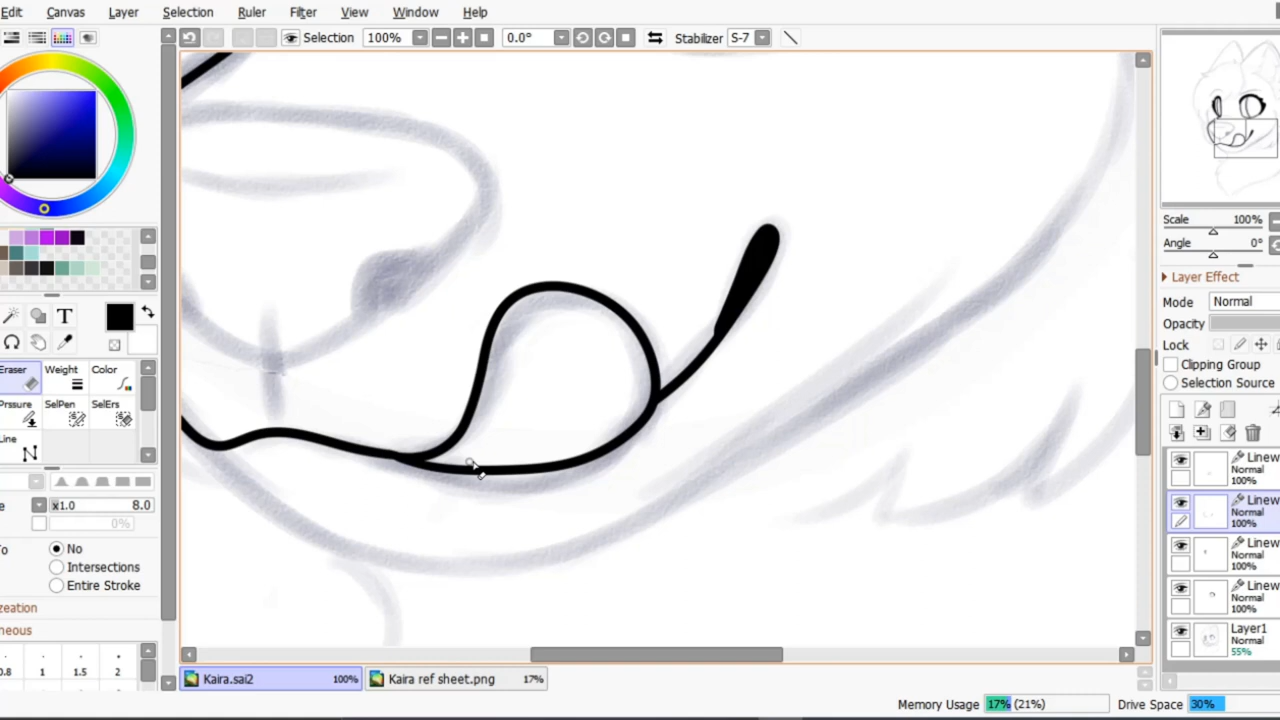 Edit Canvas Layer Selection Ruler Filter View Window Help
Selection 100% 0.0° Stabilizer S-7
Scale 100%
Angle 0°
Layer Effect
Mode Normal
Opacity
Lock
Clipping Group
Selection Source
T
Eraser Weight Color
Prssure SelPen SelErs
Line
x1.0 8.0
0%
No
Intersections
Entire Stroke
0.8 1 1.5 2
Linew
Normal
100%
Linew
Normal
100%
Linew
Normal
100%
Linew
Normal
100%
Layer1
Normal
55%
Kaira.sai2 100% Kaira ref sheet.png 17%
Memory Usage 17% (21%) Drive Space 30%